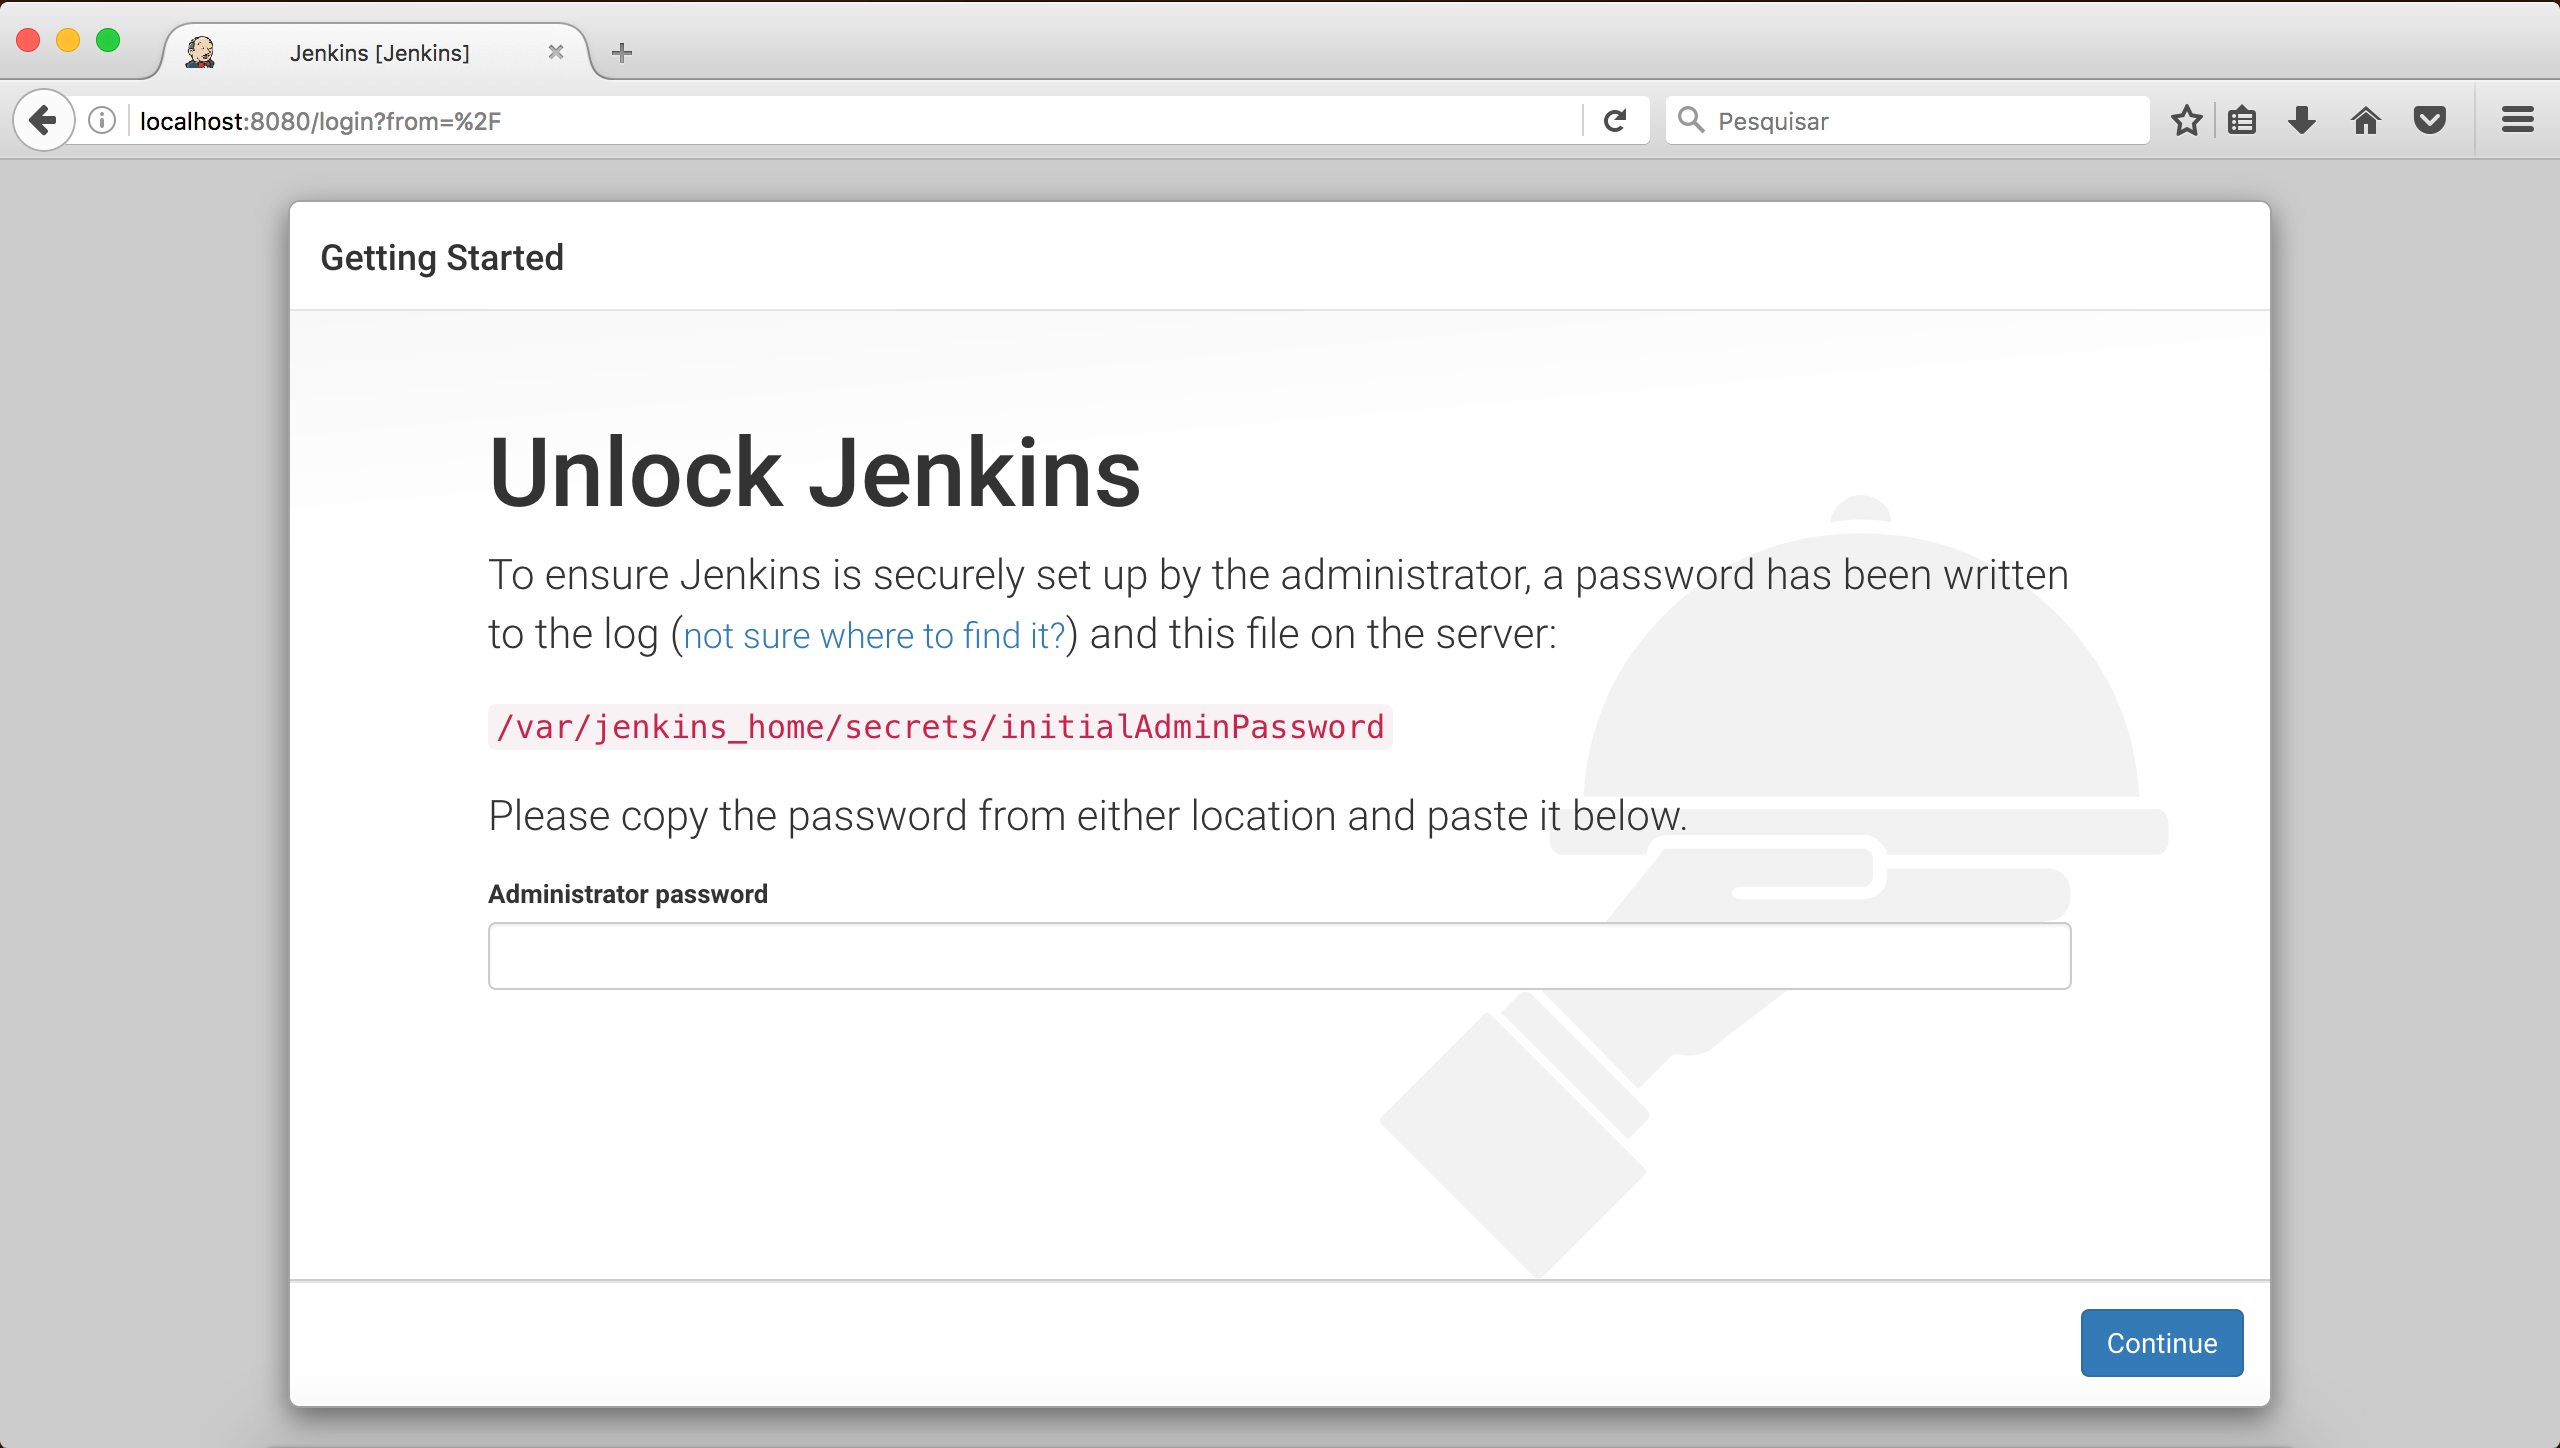 Jenkins [Jenkins]
localhost:8080/login?from=%2F
Pesquisar
Getting Started
Unlock Jenkins
To ensure Jenkins is securely set up by the administrator, a password has been written
to the log (not sure where to find it?) and this file on the server:
/var/jenkins_home/secrets/initialAdminPassword
Please copy the password from either location and paste it below.
Administrator password
Continue